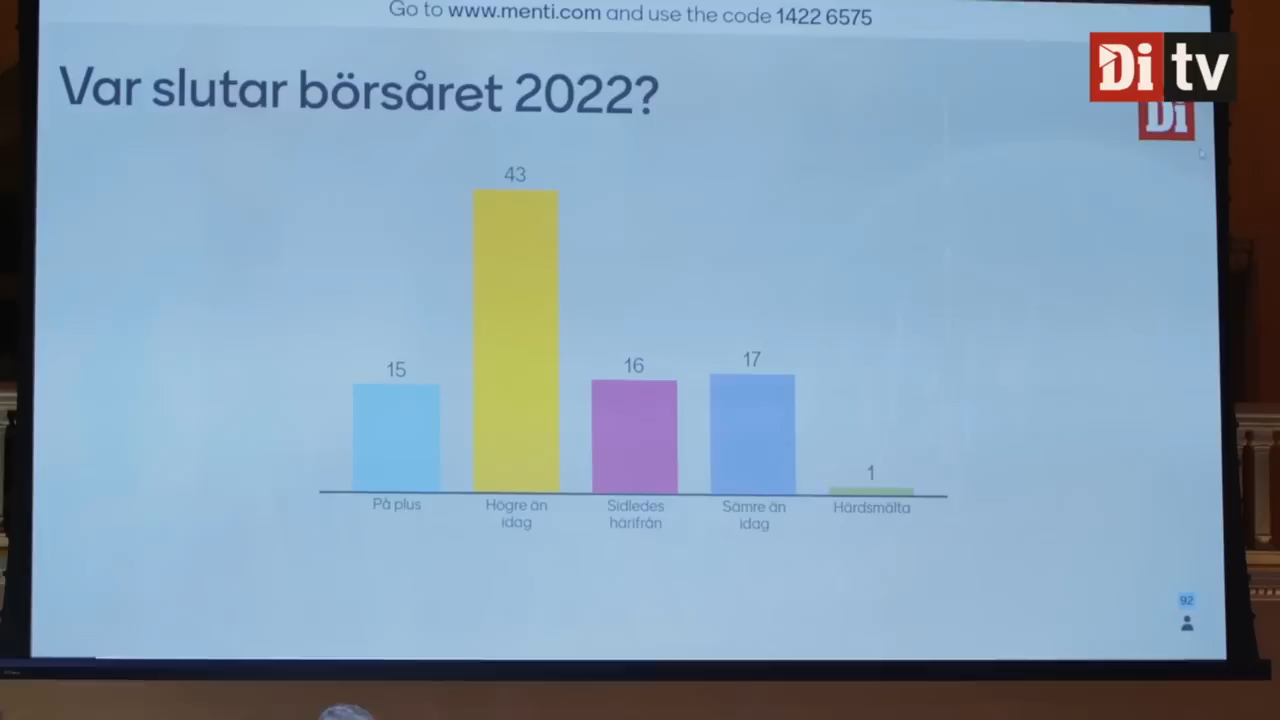 Go to www.menti.com and use the code 1422 6575
Di tv
Di
Var slutar börsåret 2022?
15
43
16
17
1
På plus
Högre än
idag
Sidledes
härifrån
Sämre än
idag
Härdsmälta
92